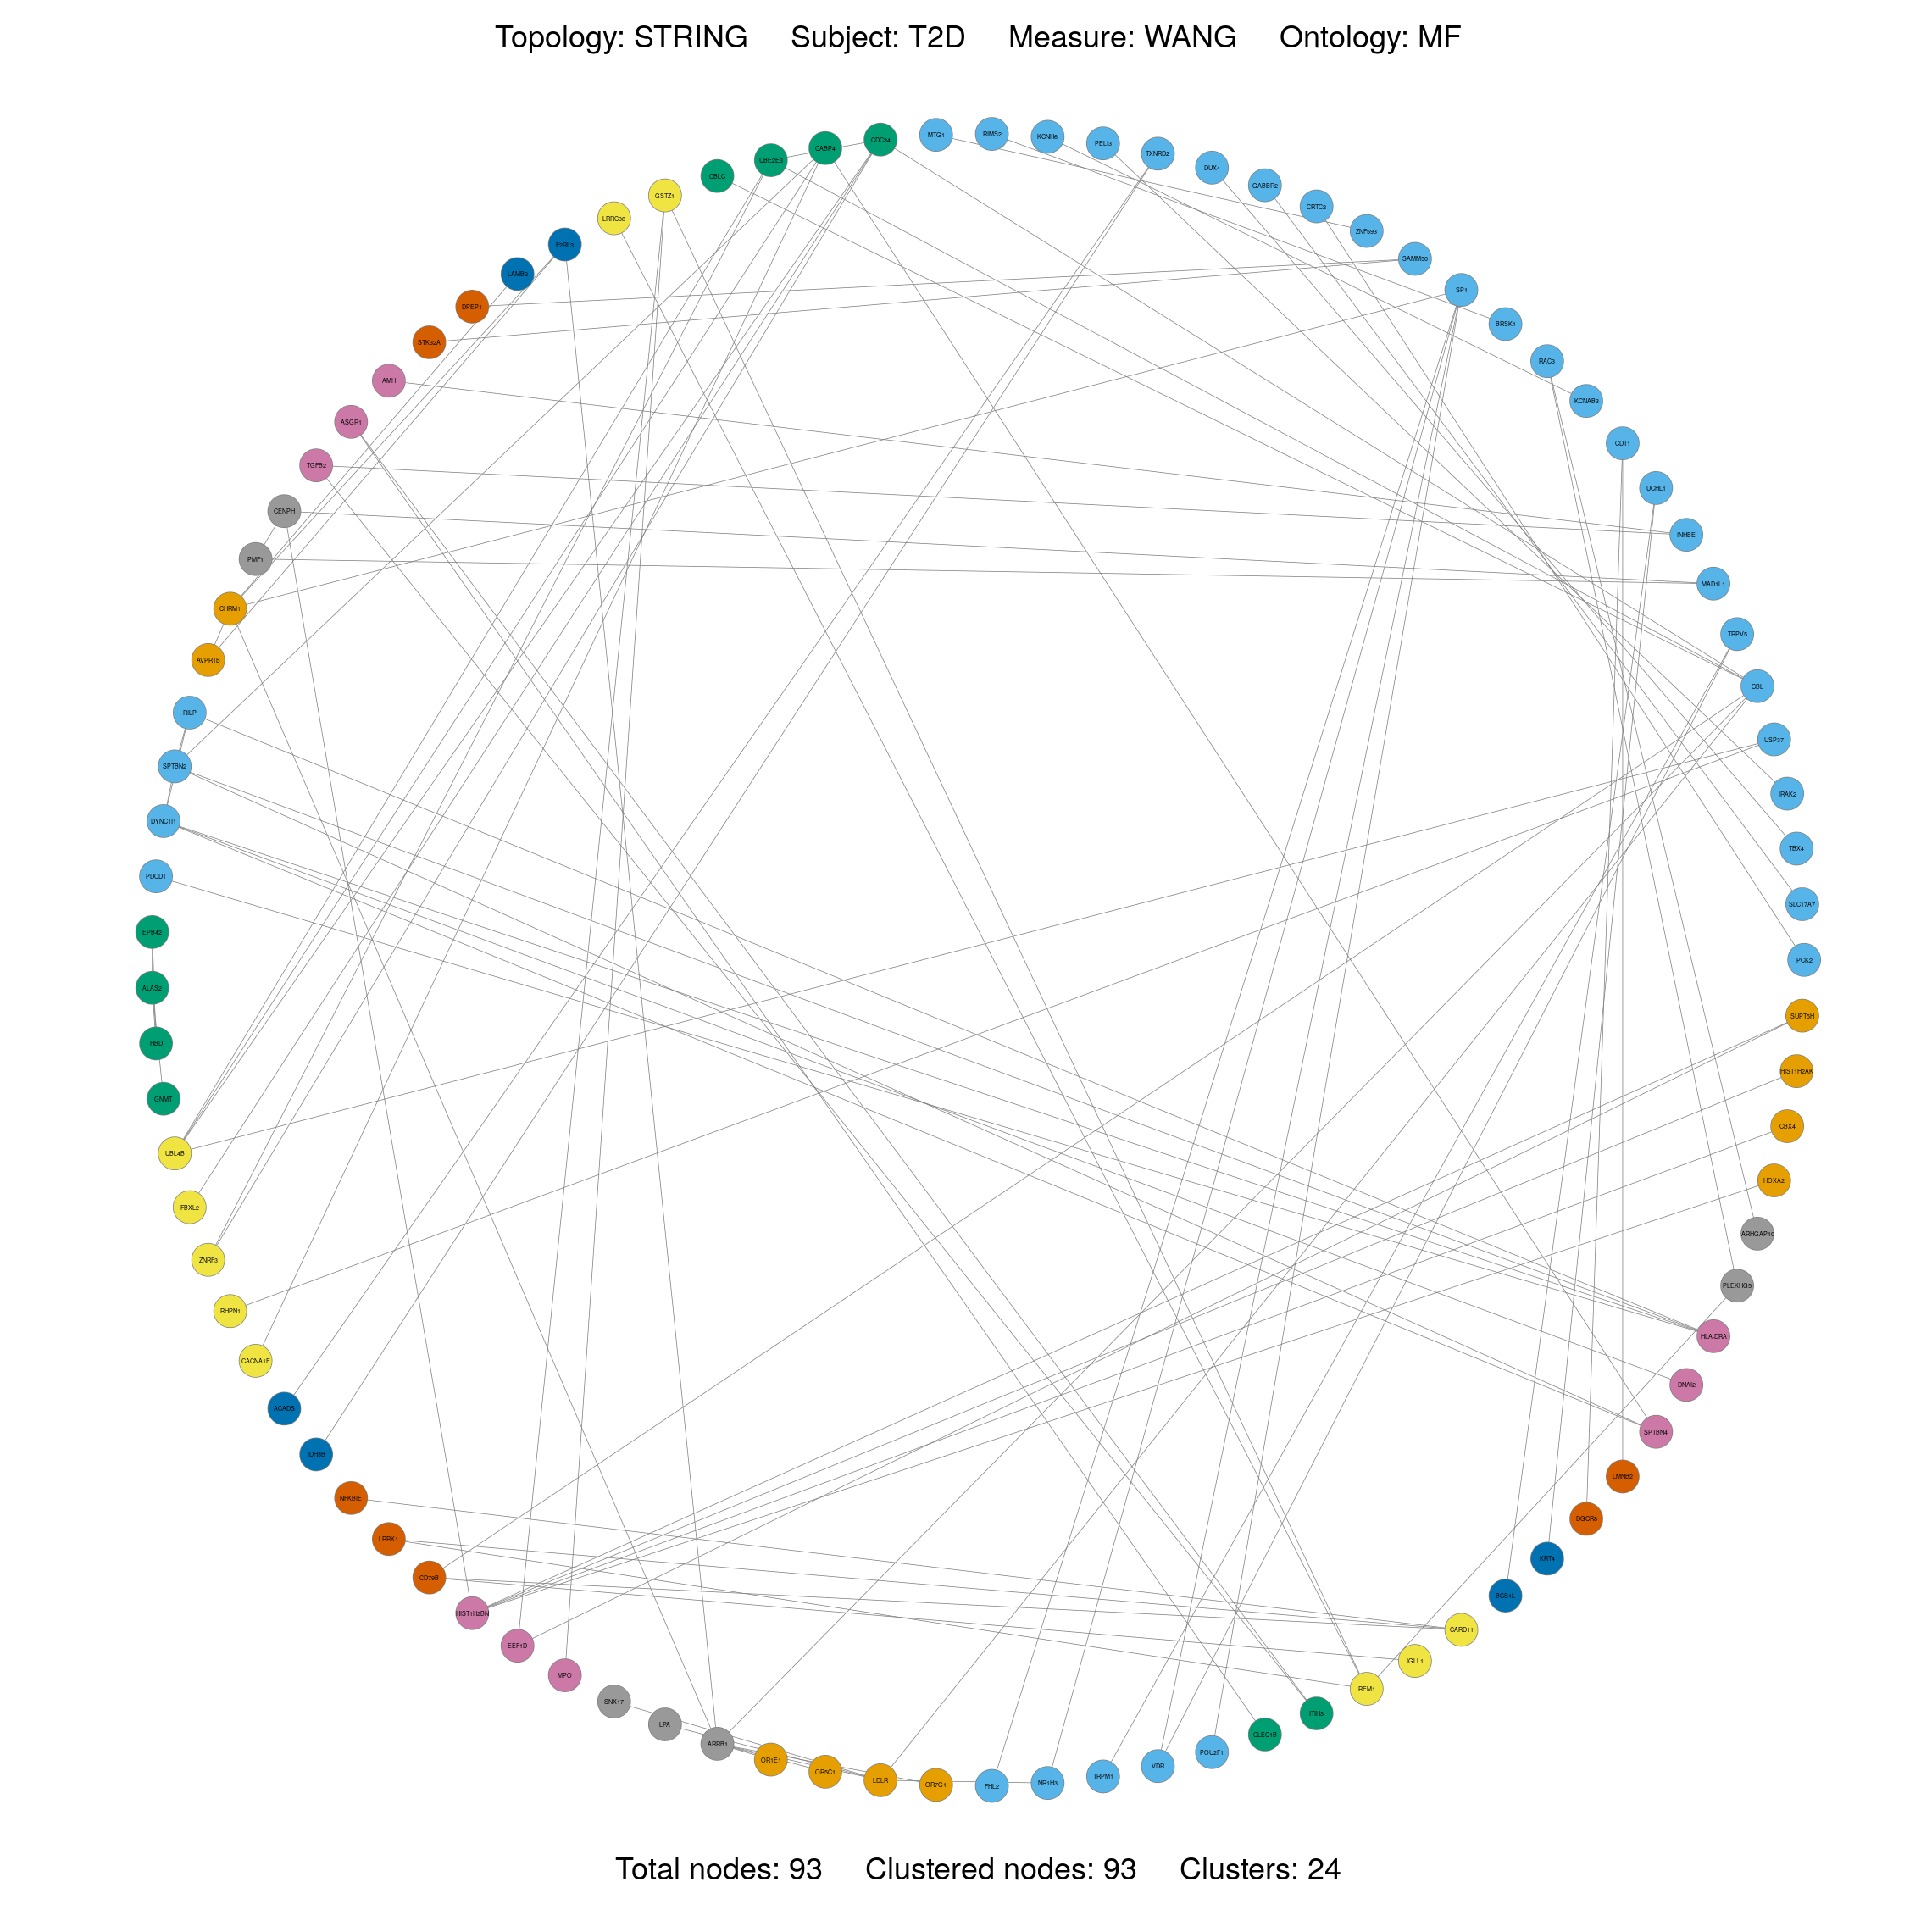 Topology: STRING Subject: T2D Measure: WANG Ontology: MF
CDC34
MTG1
RIMS2
KCNH6
PELI3
TXNRD2
DUX4
GABBR2
CRTC2
ZNF593
SAMM50
SP1
BRSK1
RAC3
KCNAB3
CDT1
UCHL1
INHBE
MAD1L1
TRPV5
CBL
USP37
IRAK2
TBX4
SLC17A7
PCK2
SUPT5H
HIST1H2AK
CBX4
HOXA2
ARHGAP10
PLEKHG5
HLA.DRA
DNAI2
SPTBN4
LMNB2
DGCR8
KRT4
BCS1L
CARD11
IGLL1
REM1
ITIH3
CLEC1B
POU2F1
VDR
TRPM1
NR1H3
FHL2
OR7G1
LDLR
OR8C1
OR1E1
ARRB1
LPA
SNX17
MPO
EEF1D
HIST1H2BN
CD79B
LRRK1
NFKBIE
IDH3B
ACADS
CACNA1E
RHPN1
ZNRF3
FBXL2
UBL4B
GNMT
HBD
ALAS2
EPB42
PDCD1
DYNC1I1
SPTBN2
RILP
AVPR1B
CHRM1
PMF1
CENPH
TGFB2
ASGR1
AMH
STK32A
DPEP1
LAMB2
F2RL3
LRRC38
GSTZ1
CBLC
UBE2E3
CABP4
Total nodes: 93 Clustered nodes: 93 Clusters: 24